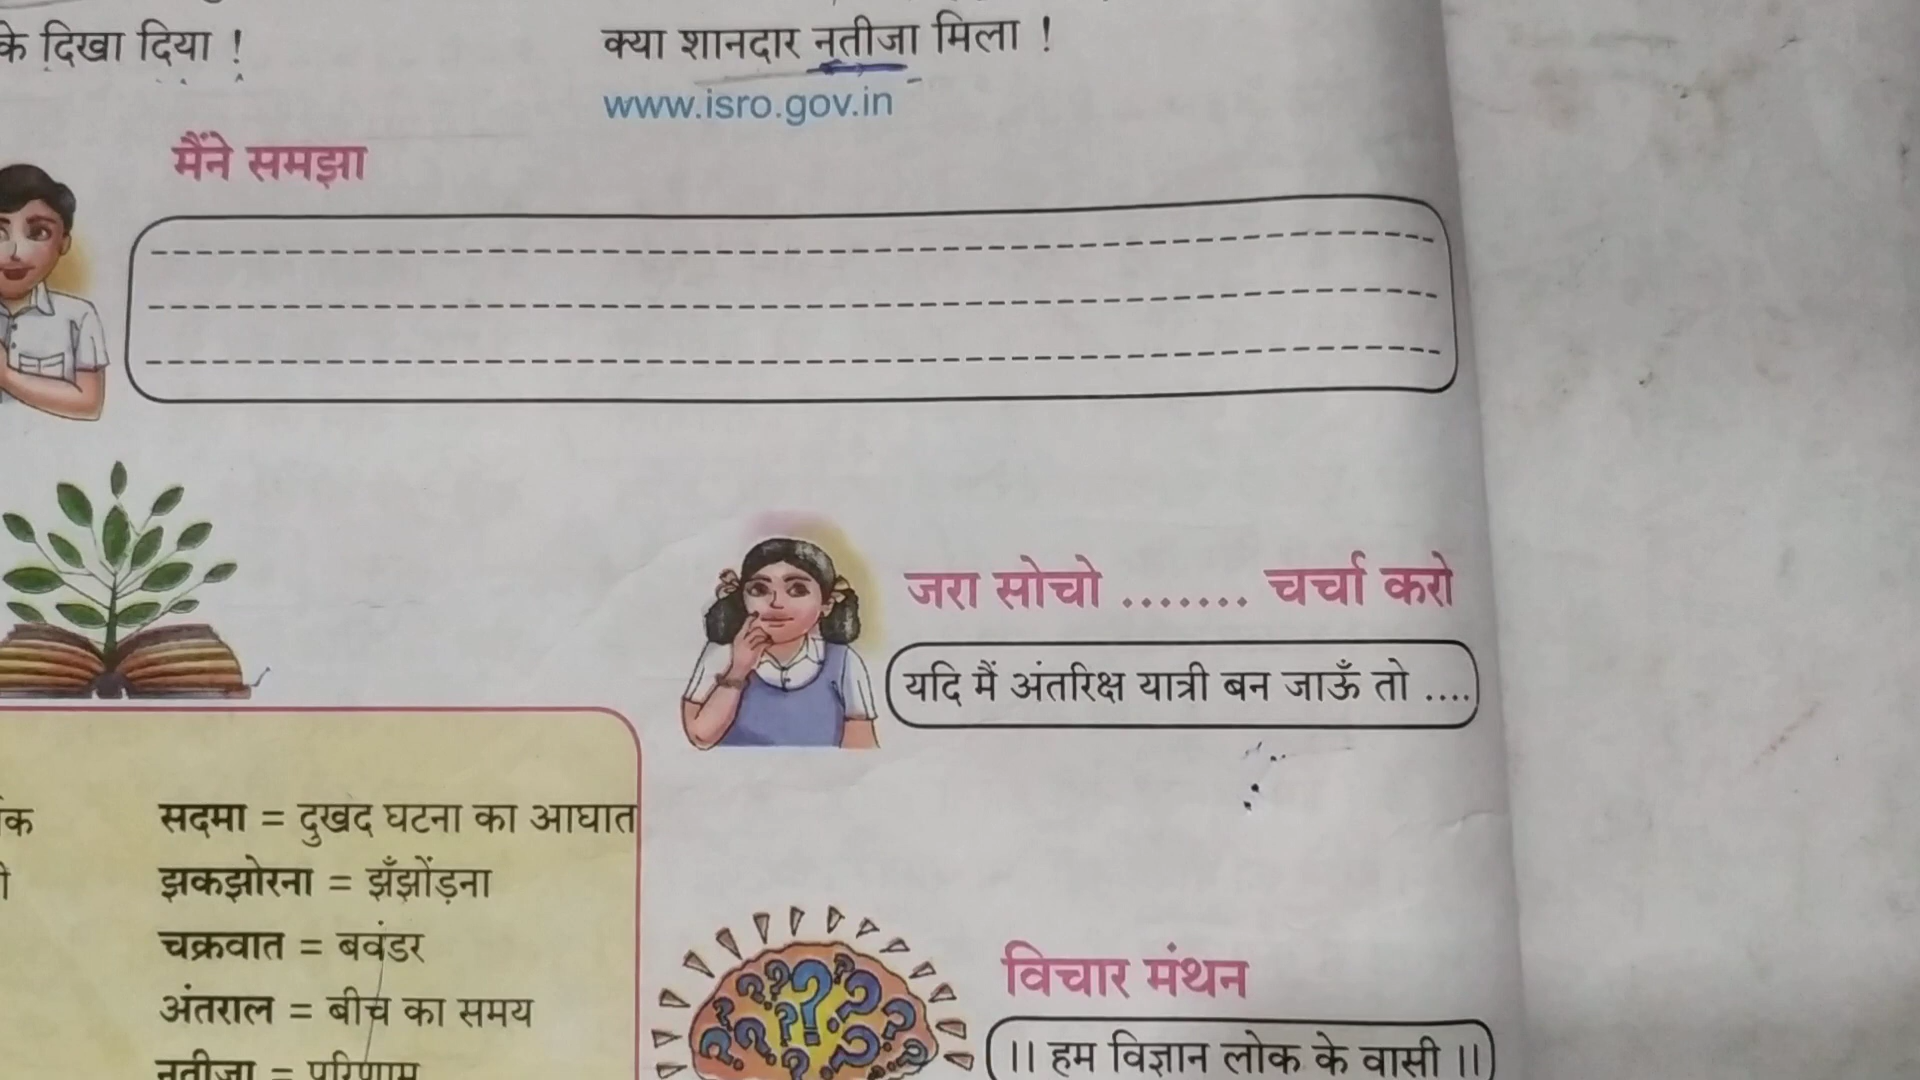 के दिखा दिया !
क्या शानदार नतीजा मिला !
www.isro.gov.in
मैंने समझा
जरा सोचो ....... चर्चा करो
यदि मैं अंतरिक्ष यात्री बन जाऊँ तो ....
सदमा = दुखद घटना का आघात
झकझोरना = झँझोंड़ना
चक्रवात = बवंडर
अंतराल = बीच का समय
नतीजा = परिणाम
विचार मंथन
।। हम विज्ञान लोक के वासी ।।